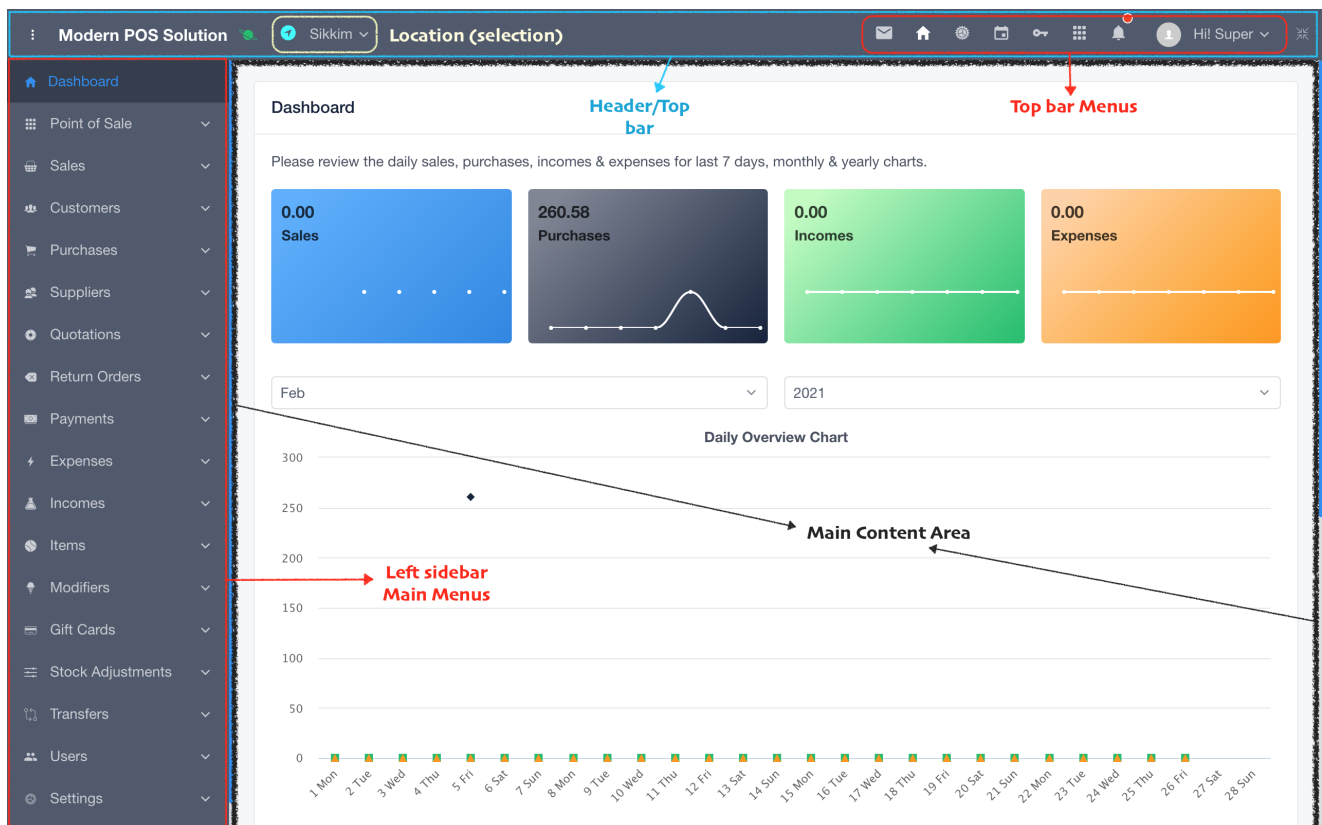 Modern POS Solution
Sikkim
Location (selection)
Hi! Super
Dashboard
Point of Sale
Sales
Customers
Purchases
Suppliers
Quotations
Return Orders
Payments
Expenses
Incomes
Items
Modifiers
Gift Cards
Stock Adjustments
Transfers
Users
Settings
Header/Top
bar
Top bar Menus
Left sidebar
Main Menus
Dashboard
Please review the daily sales, purchases, incomes & expenses for last 7 days, monthly & yearly charts.
0.00
Sales
260.58
Purchases
0.00
Incomes
0.00
Expenses
Feb
2021
Daily Overview Chart
Main Content Area
300
250
200
150
100
50
0
1 Mon
2 Tue
3 Wed
4 Thu
5 Fri
6 Sat
7 Sun
8 Mon
9 Tue
10 Wed
11 Thu
12 Fri
13 Sat
14 Sun
15 Mon
16 Tue
17 Wed
18 Thu
19 Fri
20 Sat
21 Sun
22 Mon
23 Tue
24 Wed
25 Thu
26 Fri
27 Sat
28 Sun